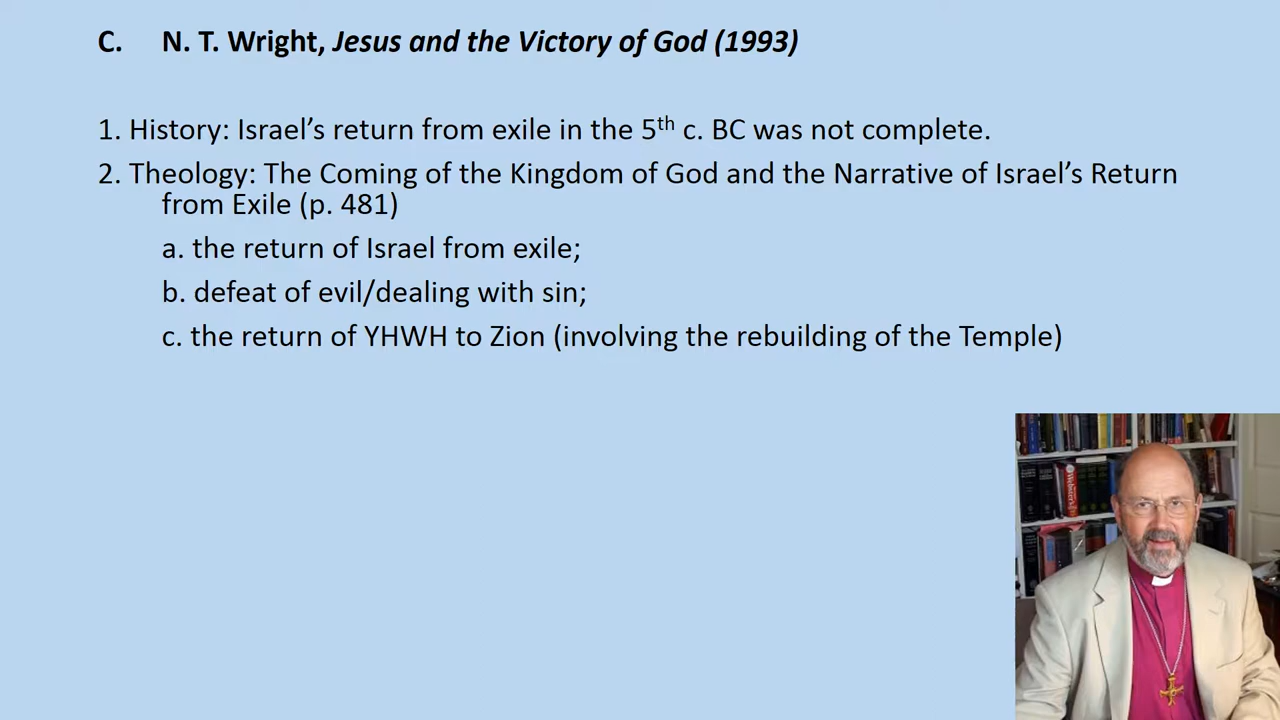 C. N. T. Wright, Jesus and the Victory of God (1993)
1. History: Israel’s return from exile in the 5th c. BC was not complete.
2. Theology: The Coming of the Kingdom of God and the Narrative of Israel’s Return
from Exile (p. 481)
a. the return of Israel from exile;
b. defeat of evil/dealing with sin;
c. the return of YHWH to Zion (involving the rebuilding of the Temple)
Webster's